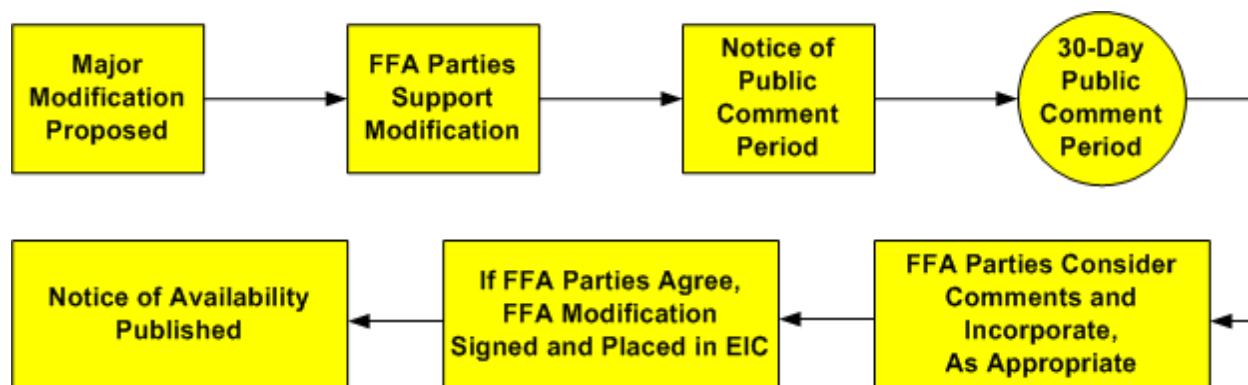 Major
Modification
Proposed
FFA Parties
Support
Modification
Notice of
Public
Comment
Period
30-Day
Public
Comment
Period
FFA Parties Consider
Comments and
Incorporate,
As Appropriate
If FFA Parties Agree,
FFA Modification
Signed and Placed in EIC
Notice of Availability
Published